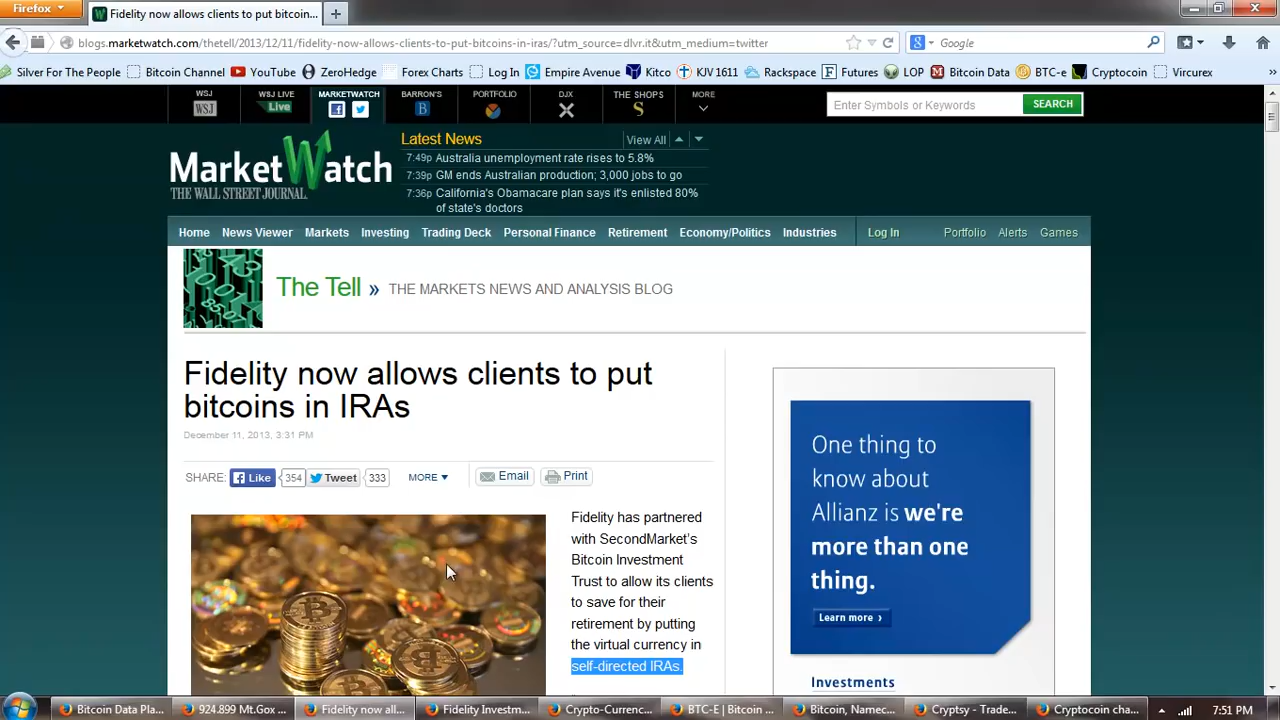 Firefox
Fidelity now allows clients to put bitcoin...
blogs.marketwatch.com/thetell/2013/12/11/fidelity-now-allows-clients-to-put-bitcoins-in-iras/?utm_source=dlvr.it&utm_medium=twitter
Google
Silver For The People Bitcoin Channel YouTube ZeroHedge Forex Charts Log In Empire Avenue Kitco KJV 1611 Rackspace Futures LOP Bitcoin Data BTC-e Cryptocoin Vircurex
WSJ WSJ LIVE MARKETWATCH BARRON'S PORTFOLIO DJX THE SHOPS MORE
WSJ Live B S
Enter Symbols or Keywords SEARCH
MarketWatch
THE WALL STREET JOURNAL
Latest News View All
7:49p Australia unemployment rate rises to 5.8%
7:39p GM ends Australian production; 3,000 jobs to go
7:36p California's Obamacare plan says it's enlisted 80%
of state's doctors
Home News Viewer Markets Investing Trading Deck Personal Finance Retirement Economy/Politics Industries Log In Portfolio Alerts Games
The Tell » THE MARKETS NEWS AND ANALYSIS BLOG
Fidelity now allows clients to put
bitcoins in IRAs
December 11, 2013, 3:31 PM
SHARE: Like 354 Tweet 333 MORE Email Print
Fidelity has partnered
with SecondMarket's
Bitcoin Investment
Trust to allow its clients
to save for their
retirement by putting
the virtual currency in
self-directed IRAs.
One thing to
know about
Allianz is we're
more than one
thing.
Learn more ›
Investments
Bitcoin Data Pla... 924.899 Mt.Gox ... Fidelity now all... Fidelity Investm... Crypto-Currenc... BTC-E | Bitcoin ... Bitcoin, Namec... Cryptsy - Trade... Cryptocoin cha... 7:51 PM